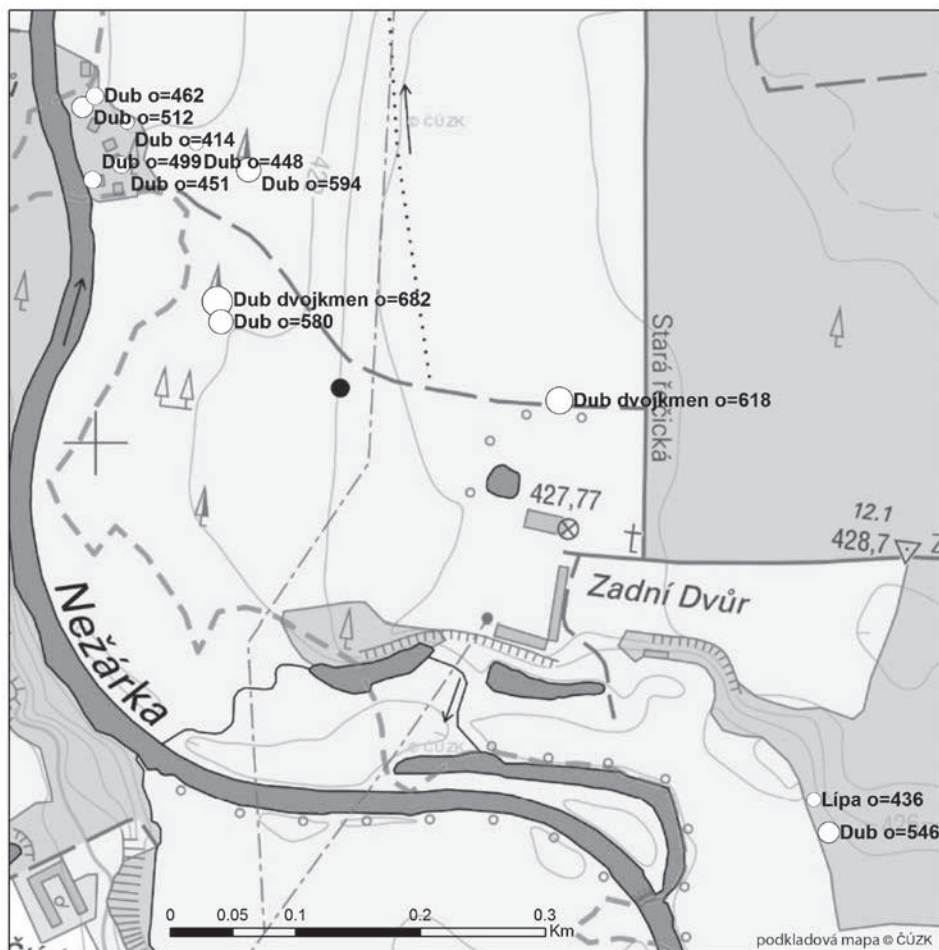 Dub o=462
Dub o=512
Dub o=414
Dub o=499 Dub o=448
Dub o=451 Dub o=594
© ČÚZK
Dub dvojkmen o=682
Dub o=580
Stará řečická
Dub dvojkmen o=618
427,77
12.1
428,7
Z
Zadní Dvůr
Nežárka
© ČÚZK
Lípa o=436
426
Dub o=546
0 0.05 0.1 0.2 0.3
Km
podkladová mapa © ČÚZK